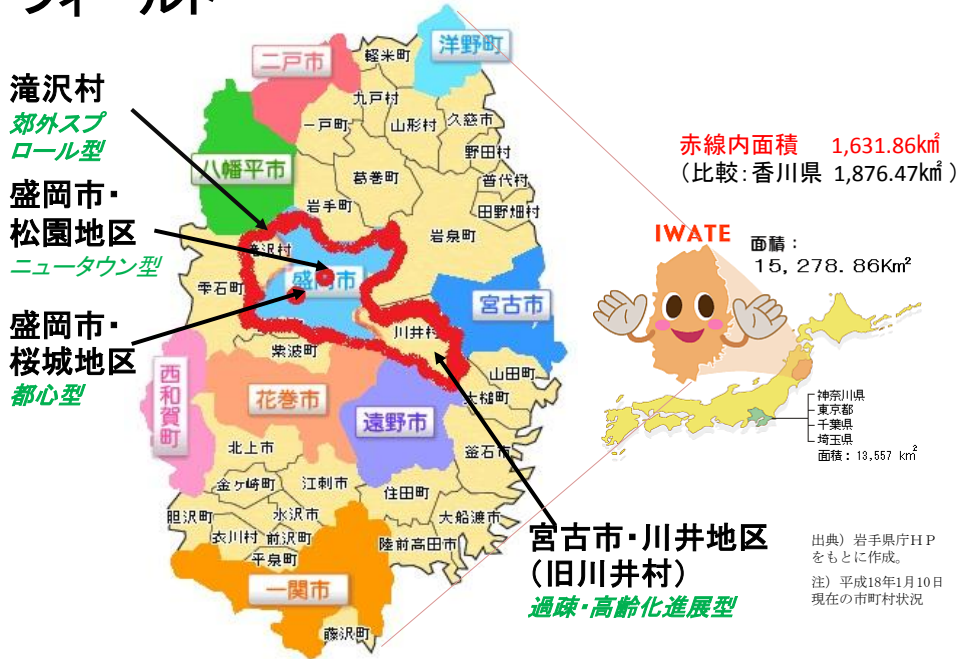 フィールド
滝沢村
郊外スプ
ロール型
盛岡市・
松園地区
ニュータウン型
盛岡市・
桜城地区
都心型
二戸市
軽米町
洋野町
九戸村
一戸町
山形村
久慈市
野田村
八幡平市
葛巻町
普代村
岩手町
田野畑村
滝沢村
岩泉町
盛岡市
雫石町
宮古市
川井村
紫波町
山田町
大槌町
西和賀町
花巻市
遠野市
北上市
釜石市
金ヶ崎町
江刺市
住田町
胆沢町
水沢市
大船渡市
衣川村
前沢町
陸前高田市
平泉町
一関市
藤沢町
赤線内面積 1,631.86k㎡
(比較:香川県 1,876.47k㎡)
IWATE
面積:
15,278.86Km²
神奈川県
東京都
千葉県
埼玉県
面積:13,557 km²
宮古市・川井地区
(旧川井村)
過疎・高齢化進展型
出典）岩手県庁HP
をもとに作成。
注）平成18年1月10日
現在の市町村状況